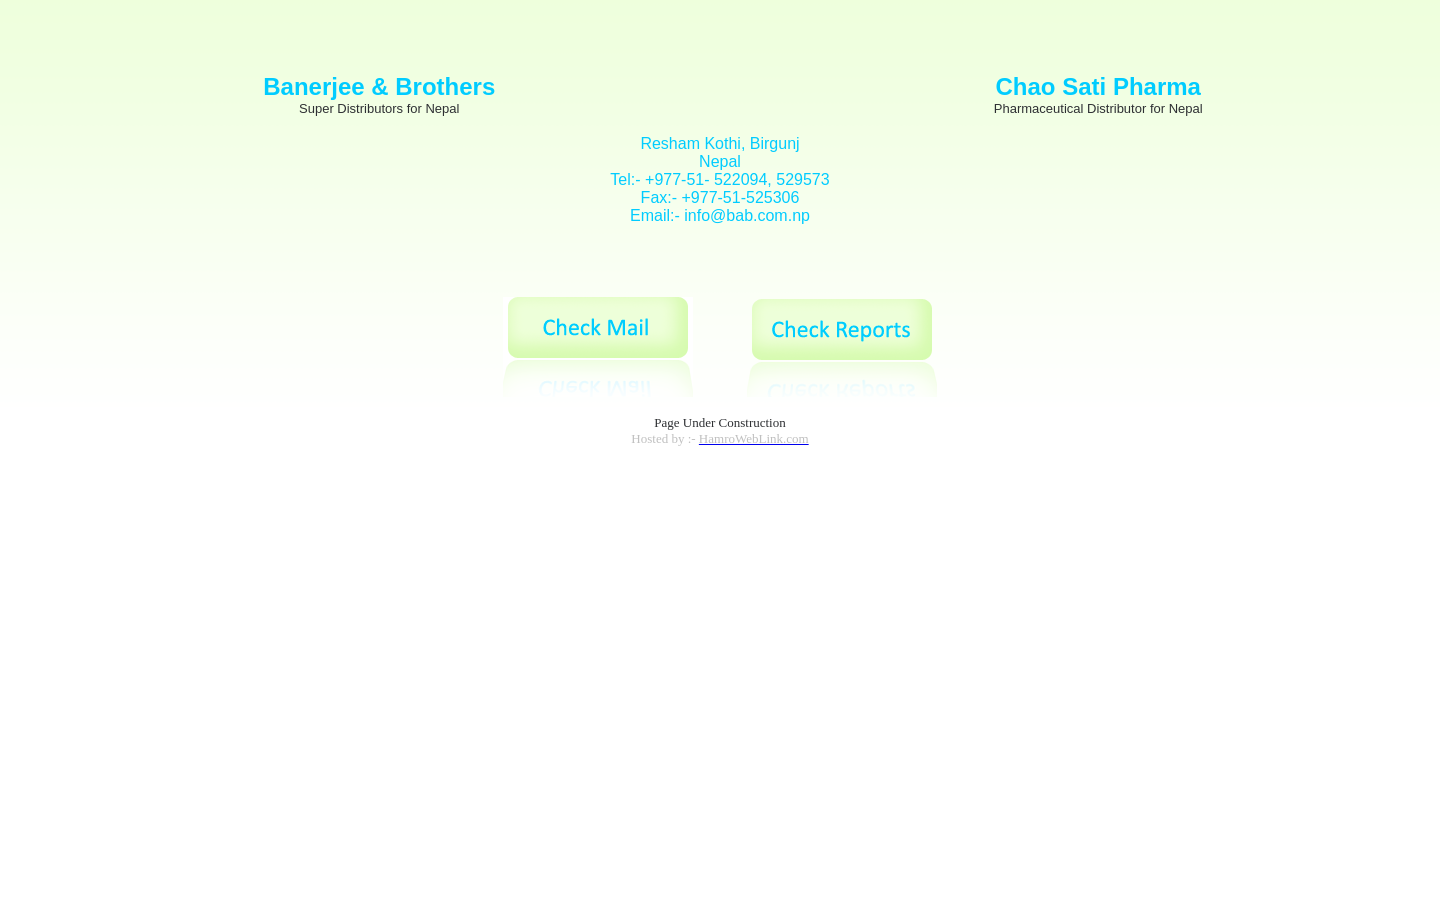 Banerjee & Brothers
Super Distributors for Nepal
Chao Sati Pharma
Pharmaceutical Distributor for Nepal
Resham Kothi, Birgunj
Nepal
Tel:- +977-51- 522094, 529573
Fax:- +977-51-525306
Email:- info@bab.com.np
Check Mail
Check Reports
Page Under Construction
Hosted by :- HamroWebLink.com